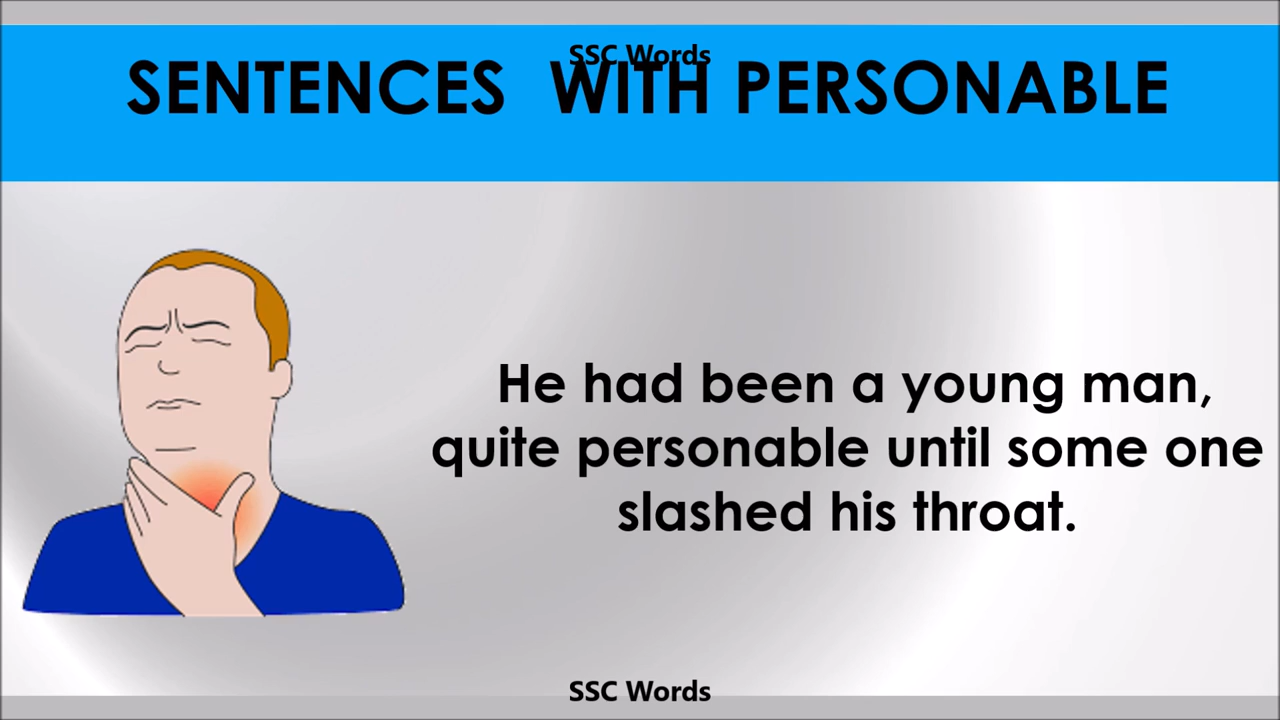 SSC Words
SENTENCES WITH PERSONABLE
He had been a young man,
quite personable until some one
slashed his throat.
SSC Words